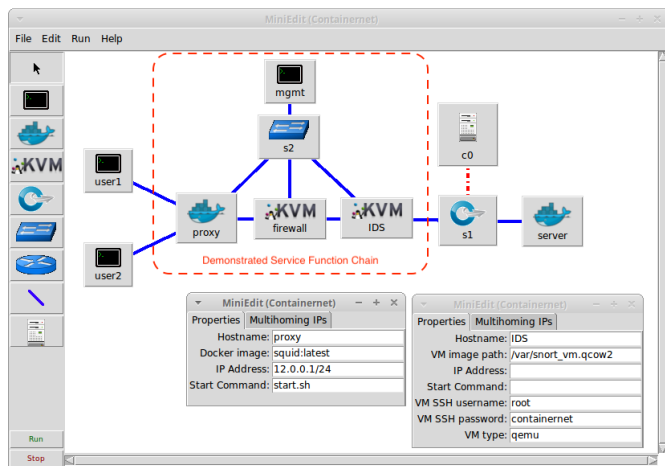 MiniEdit (Containernet)
File Edit Run Help
mgmt
s2
c0
KVM
user1
proxy
KVM
firewall
KVM
IDS
s1
server
user2
Demonstrated Service Function Chain
MiniEdit (Containernet)
Properties Multihoming IPs
Hostname: proxy
Docker image: squid:latest
IP Address: 12.0.0.1/24
Start Command: start.sh
MiniEdit (Containernet)
Properties Multihoming IPs
Hostname: IDS
VM image path: /var/snort_vm.qcow2
IP Address:
Start Command:
VM SSH username: root
VM SSH password: containernet
VM type: qemu
Run
Stop